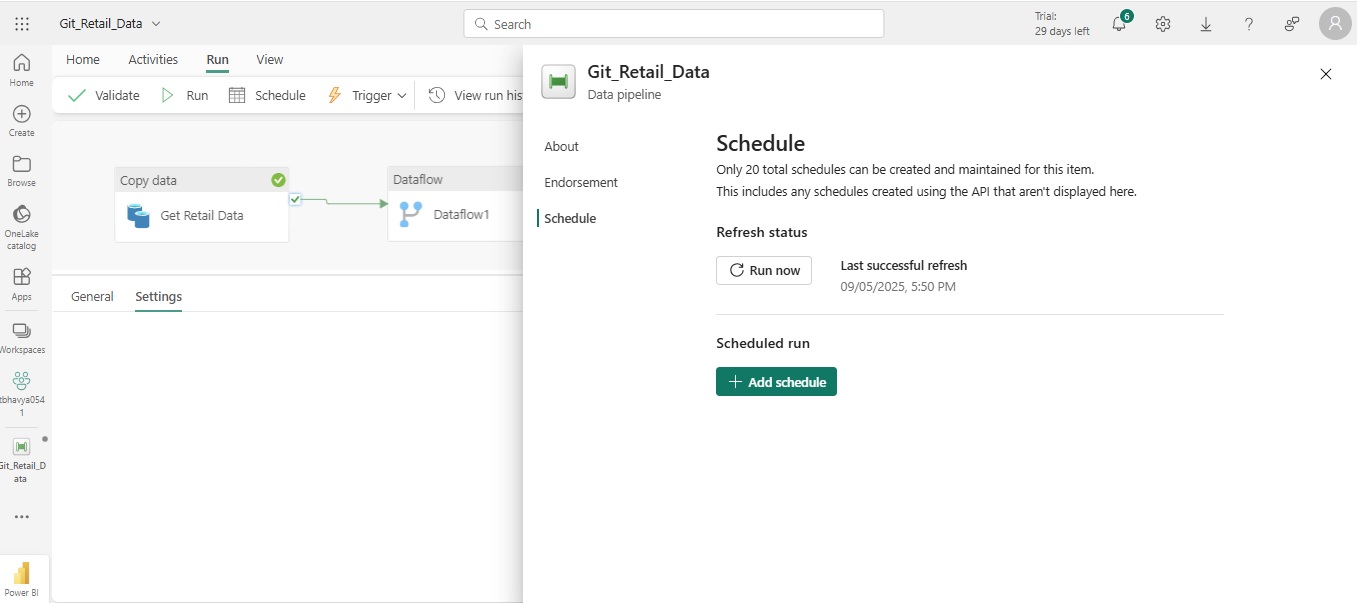 Git_Retail_Data
Search
Trial:
29 days left
6
Home
Create
Browse
OneLake
catalog
Apps
Workspaces
tbhavya054
1
Git_Retail_D
ata
Power BI
Home Activities Run View
Validate Run Schedule Trigger View run his
Copy data
Get Retail Data
Dataflow
Dataflow1
General Settings
Git_Retail_Data
Data pipeline
About
Endorsement
Schedule
Schedule
Only 20 total schedules can be created and maintained for this item.
This includes any schedules created using the API that aren't displayed here.
Refresh status
Run now
Last successful refresh
09/05/2025, 5:50 PM
Scheduled run
Add schedule